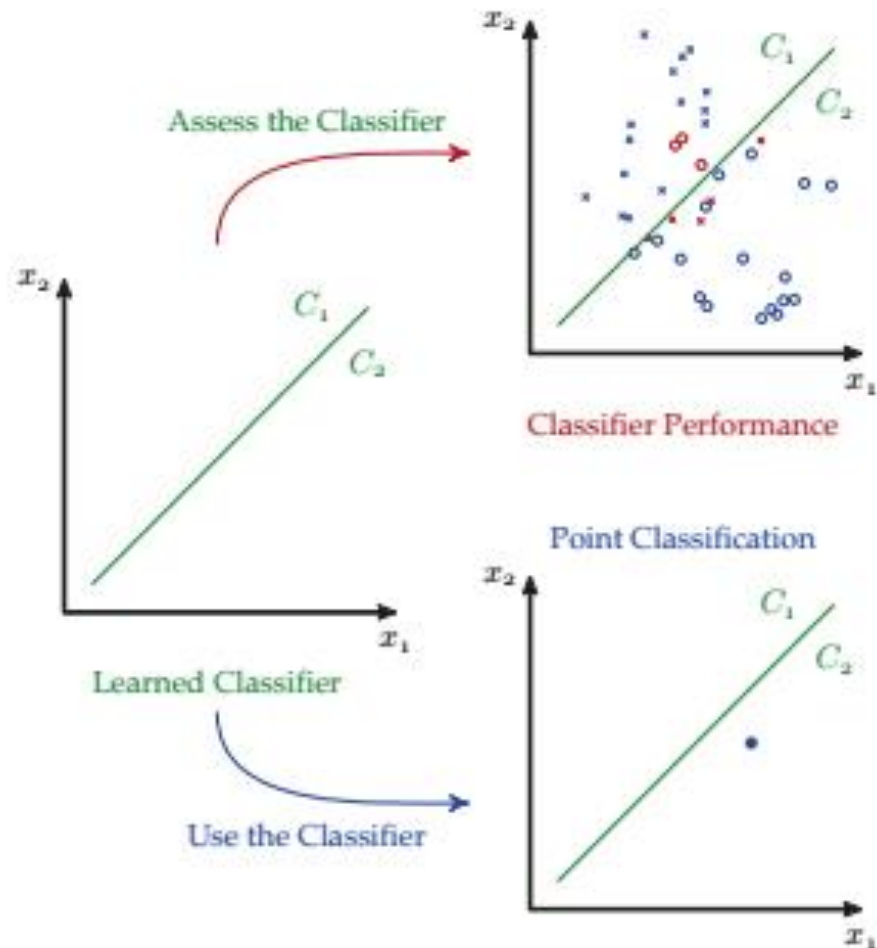 x₂
C₁
C₂
x₁
Assess the Classifier
Classifier Performance
x₂
C₁
C₂
x₁
Learned Classifier
Point Classification
x₂
C₁
C₂
x₁
Use the Classifier